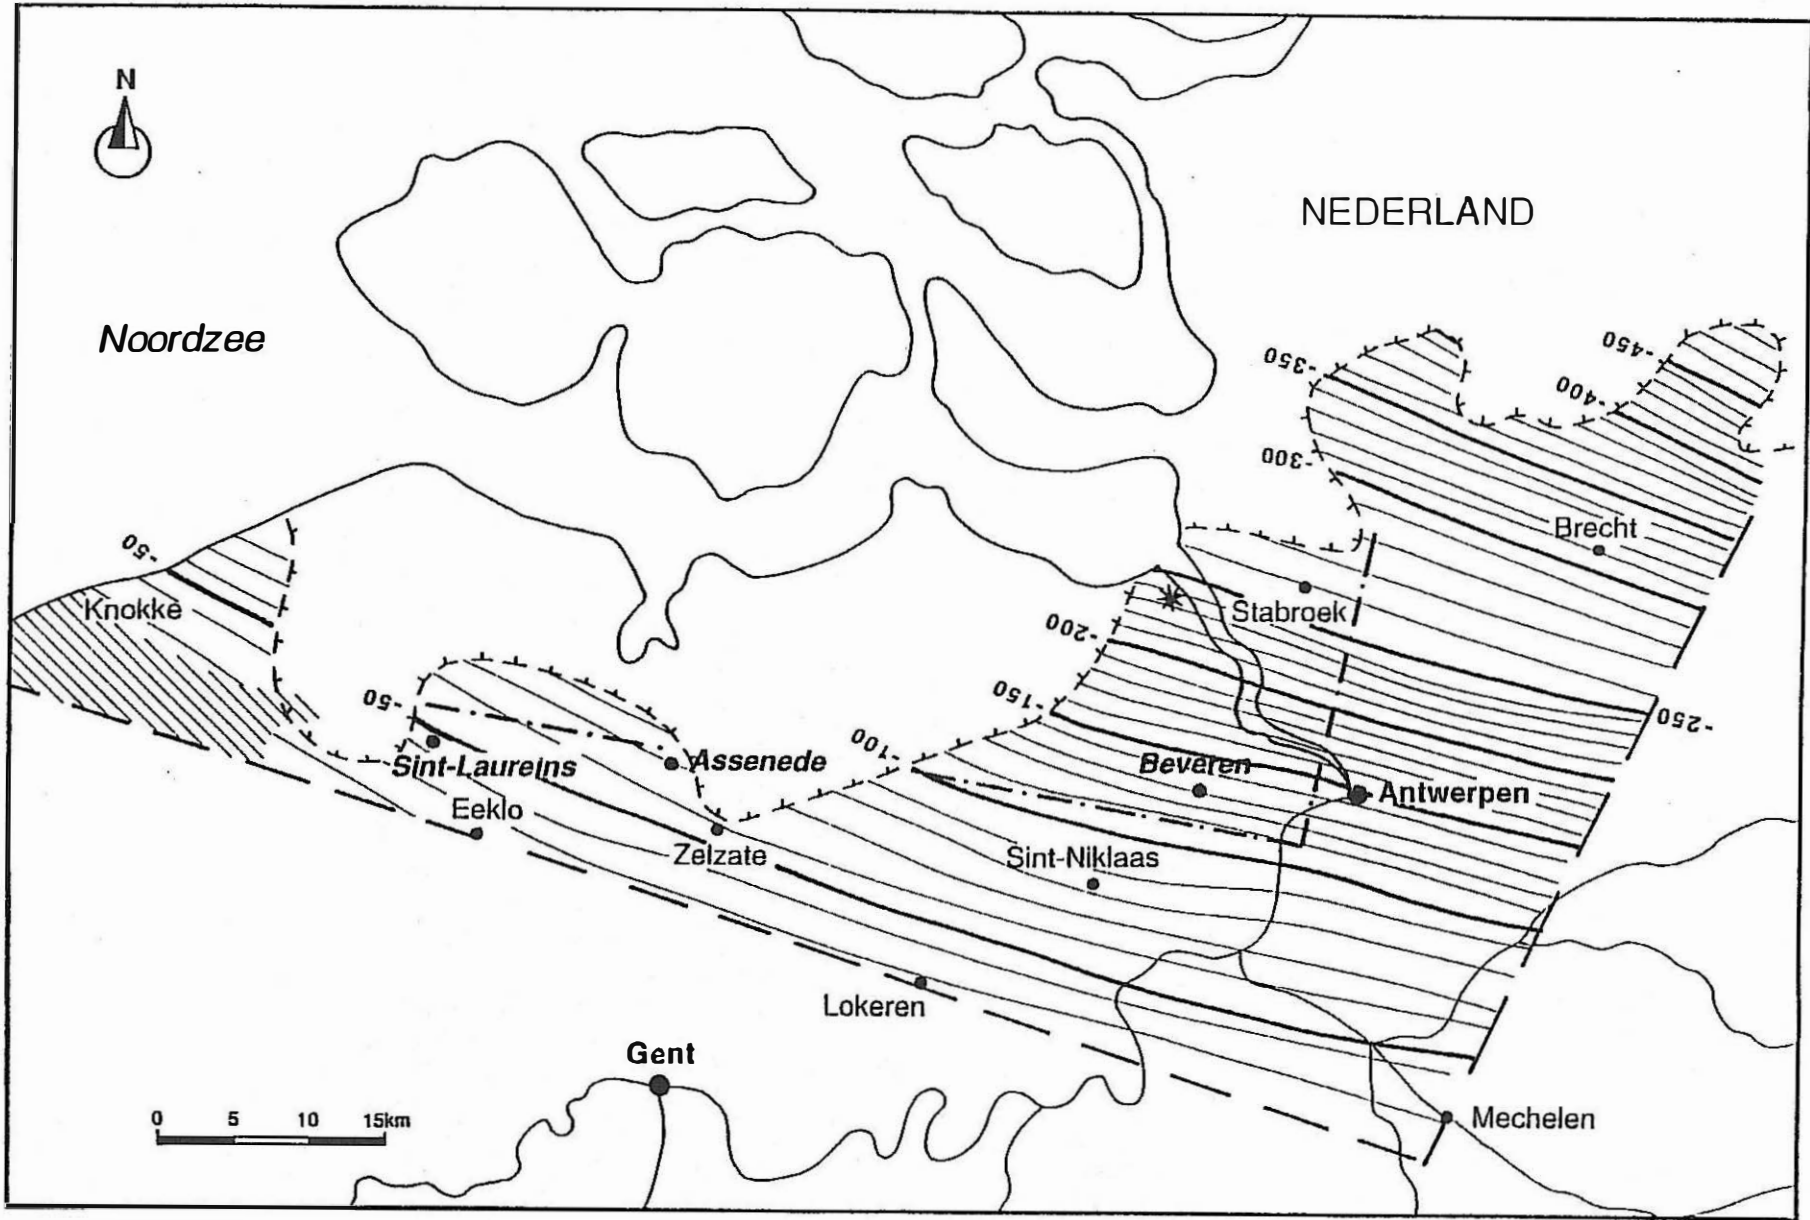 N
NEDERLAND
Noordzee
-450
-350
-400
-300
Brecht
-50
Knokke
Stabroek
-200
-50
-150
-250
-100
Sint-Laureins
Assenede
Beveren
Antwerpen
Eeklo
Zelzate
Sint-Niklaas
Lokeren
Gent
0 5 10 15km
Mechelen